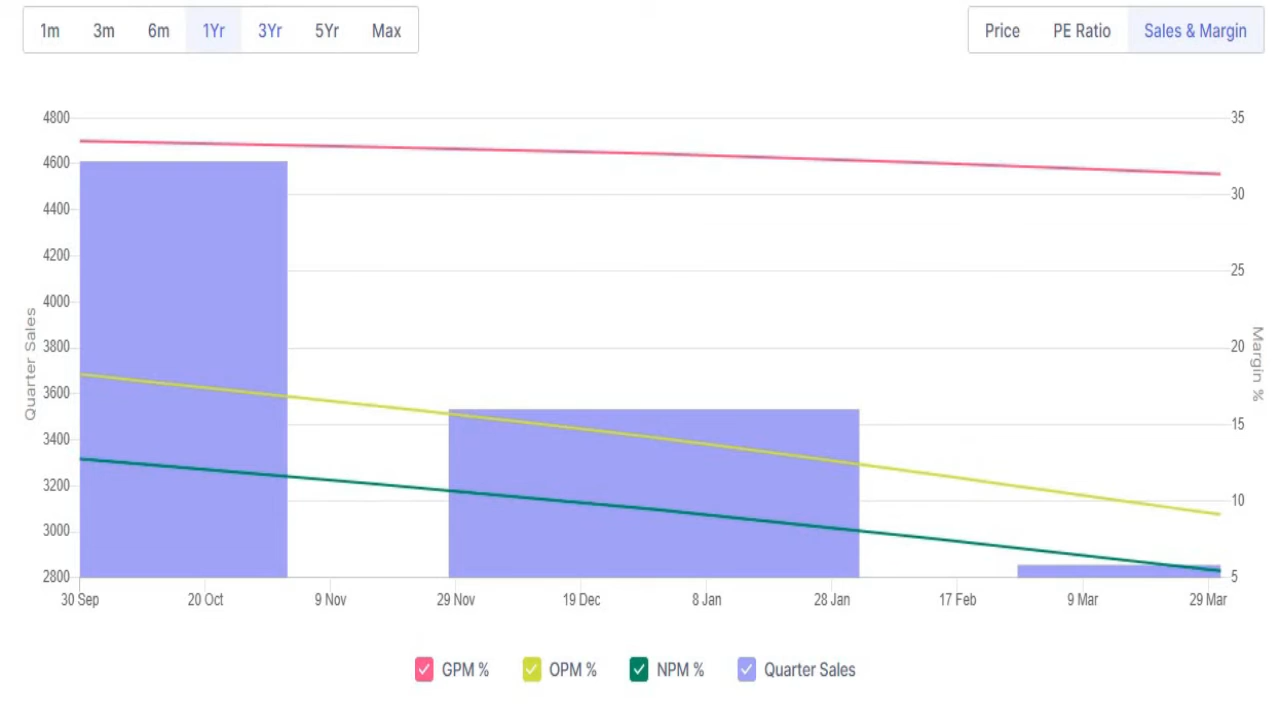 1m 3m 6m 1Yr 3Yr 5Yr Max Price PE Ratio Sales & Margin
4800 35
4600
30
4400
4200 25
4000
3800 20
3600
3400 15
3200
10
3000
2800 5
Quarter Sales
Margin %
30 Sep 20 Oct 9 Nov 29 Nov 19 Dec 8 Jan 28 Jan 17 Feb 9 Mar 29 Mar
GPM % OPM % NPM % Quarter Sales